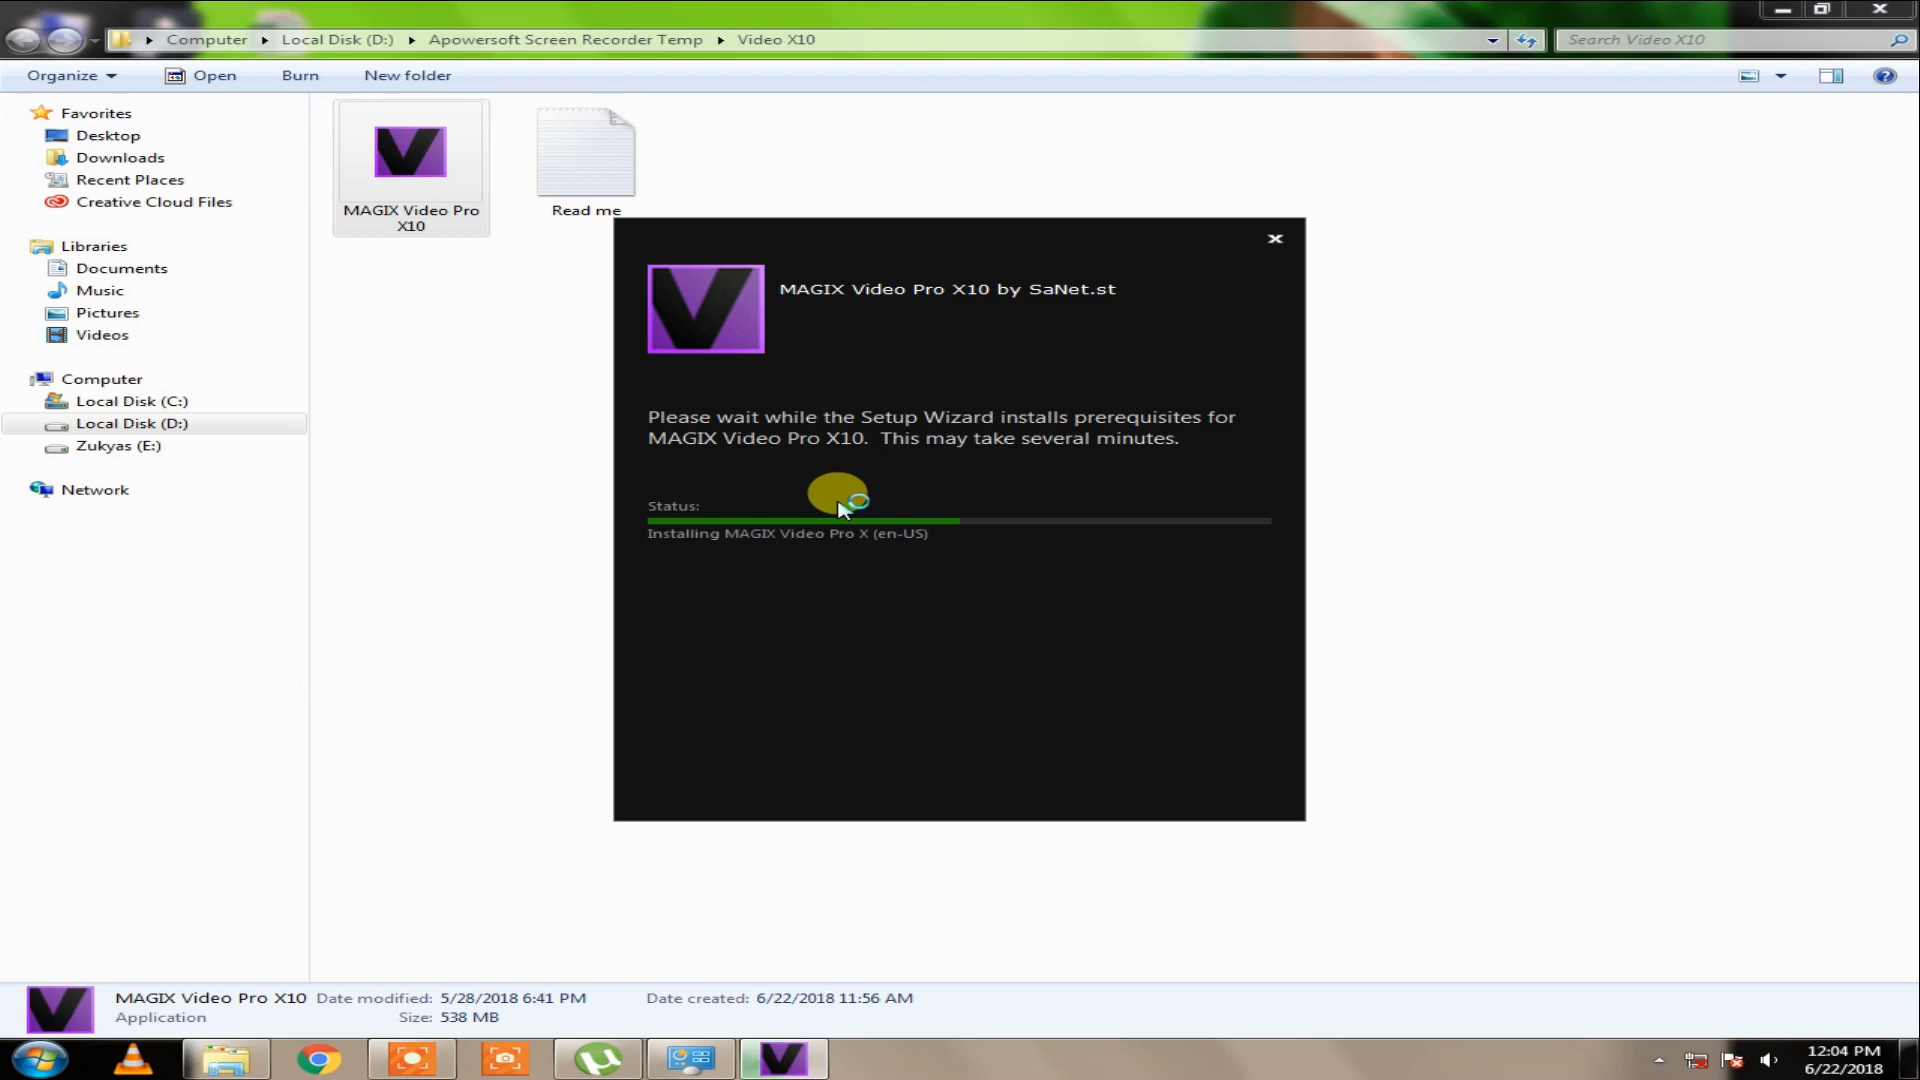 Computer
Local Disk (D:)
Apowersoft Screen Recorder Temp
Video X10
Search Video X10
Organize
Open
Burn
New folder
Favorites
Desktop
Downloads
Recent Places
Creative Cloud Files
Libraries
Documents
Music
Pictures
Videos
Computer
Local Disk (C:)
Local Disk (D:)
Zukyas (E:)
Network
MAGIX Video Pro
X10
Read me
MAGIX Video Pro X10 by SaNet.st
Please wait while the Setup Wizard installs prerequisites for
MAGIX Video Pro X10. This may take several minutes.
Status:
Installing MAGIX Video Pro X (en-US)
MAGIX Video Pro X10 Date modified: 5/28/2018 6:41 PM Date created: 6/22/2018 11:56 AM
Application Size: 538 MB
12:04 PM
6/22/2018